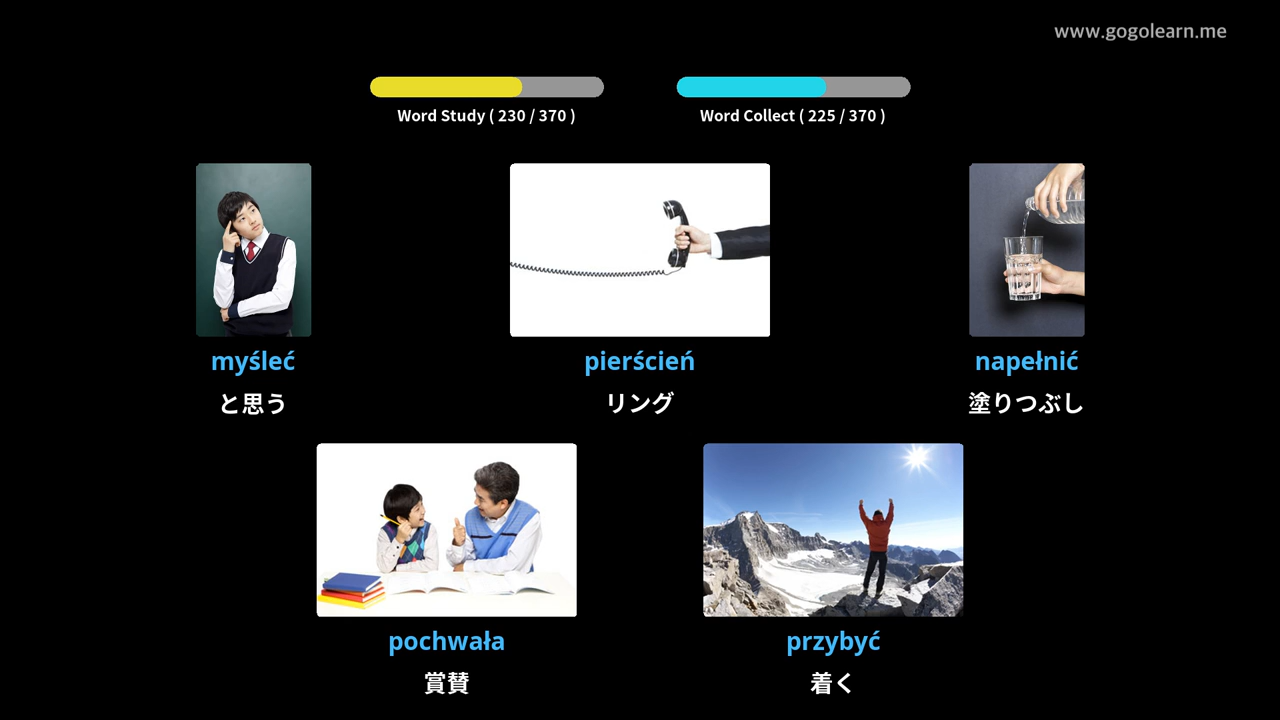 www.gogolearn.me
Word Study ( 230 / 370 )
Word Collect ( 225 / 370 )
myśleć
と思う
pierścień
リング
napełnić
塗りつぶし
pochwała
賞賛
przybyć
着く